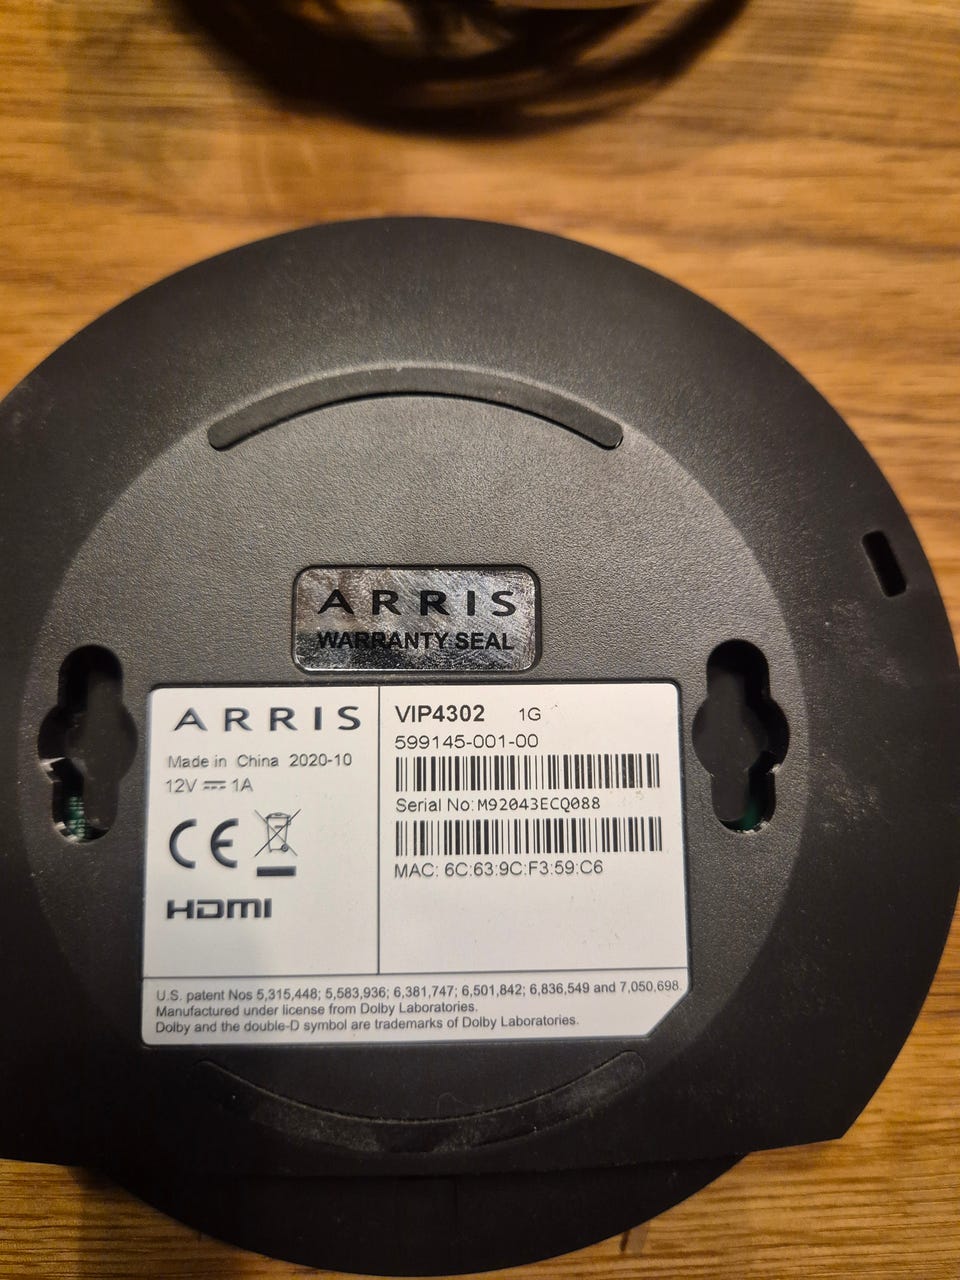 ARRIS
WARRANTY SEAL
ARRIS
Made in China 2020-10
12V ⎓ 1A
CE
HDMI
VIP4302 1G
599145-001-00
Serial No: M92043ECQ088
MAC: 6C:63:9C:F3:59:C6
U.S. patent Nos 5,315,448; 5,583,936; 6,381,747; 6,501,842; 6,836,549 and 7,050,698.
Manufactured under license from Dolby Laboratories.
Dolby and the double-D symbol are trademarks of Dolby Laboratories.